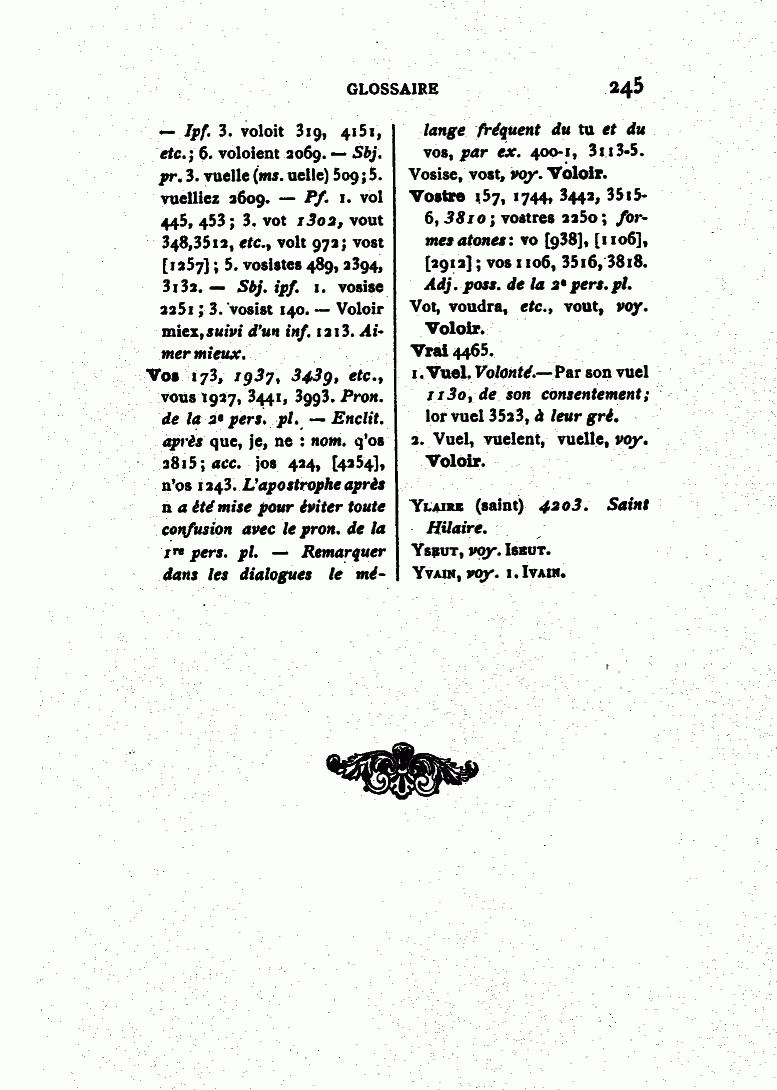 GLOSSAIRE 245
— Ipf. 3. voloit 319, 4151,
etc.; 6. voloient 2069. — Sbj.
pr. 3. vuelle (ms. uelle) 509; 5.
vuelliez 2609. — Pf. 1. vol
445, 453; 3. vot 1302, vout
348,3512, etc., volt 972; vost
[1257]; 5. vosistes 489, 2394,
3132. — Sbj. ipf. 1. vosise
2251; 3. vosist 140. — Voloir
miex, suivi d'un inf. 1213. Ai-
mer mieux.
Vos 173, 1937, 3439, etc.,
vous 1927, 3441, 3993. Pron.
de la 2e pers. pl. — Enclit.
après que, je, ne : nom. q'os
2815; acc. jos 424, [4254],
n'os 1243. L'apostrophe après
n a été mise pour éviter toute
confusion avec le pron. de la
1re pers. pl. — Remarquer
dans les dialogues le mé-
lange fréquent du tu et du
vos, par ex. 400-1, 3113-5.
Vosise, vost, voy. Voloir.
Vostre 157, 1744, 3442, 3515-
6, 3810; vostres 2250; for-
mes atones: vo [938], [1106],
[2912]; vos 1106, 3516, 3818.
Adj. poss. de la 2e pers. pl.
Vot, voudra, etc., vout, voy.
Voloir.
Vrai 4465.
1. Vuel. Volonté.—Par son vuel
1130, de son consentement;
lor vuel 3523, à leur gré.
2. Vuel, vuelent, vuelle, voy.
Voloir.
YLAIRE (saint) 4203. Saint
Hilaire.
YSEUT, voy. ISEUT.
YVAIN, voy. 1. IVAIN.